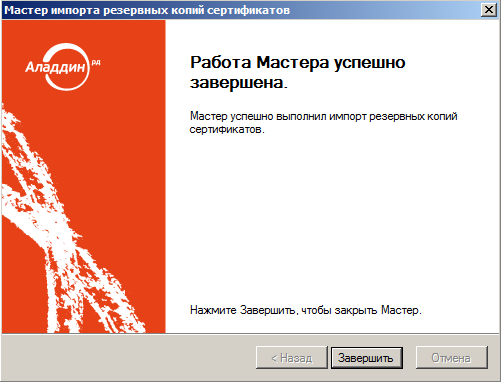 Мастер импорта резервных копий сертификатов
Аладдин РД
Работа Мастера успешно
завершена.
Мастер успешно выполнил импорт резервных копий
сертификатов.
Нажмите Завершить, чтобы закрыть Мастер.
< Назад
Завершить
Отмена